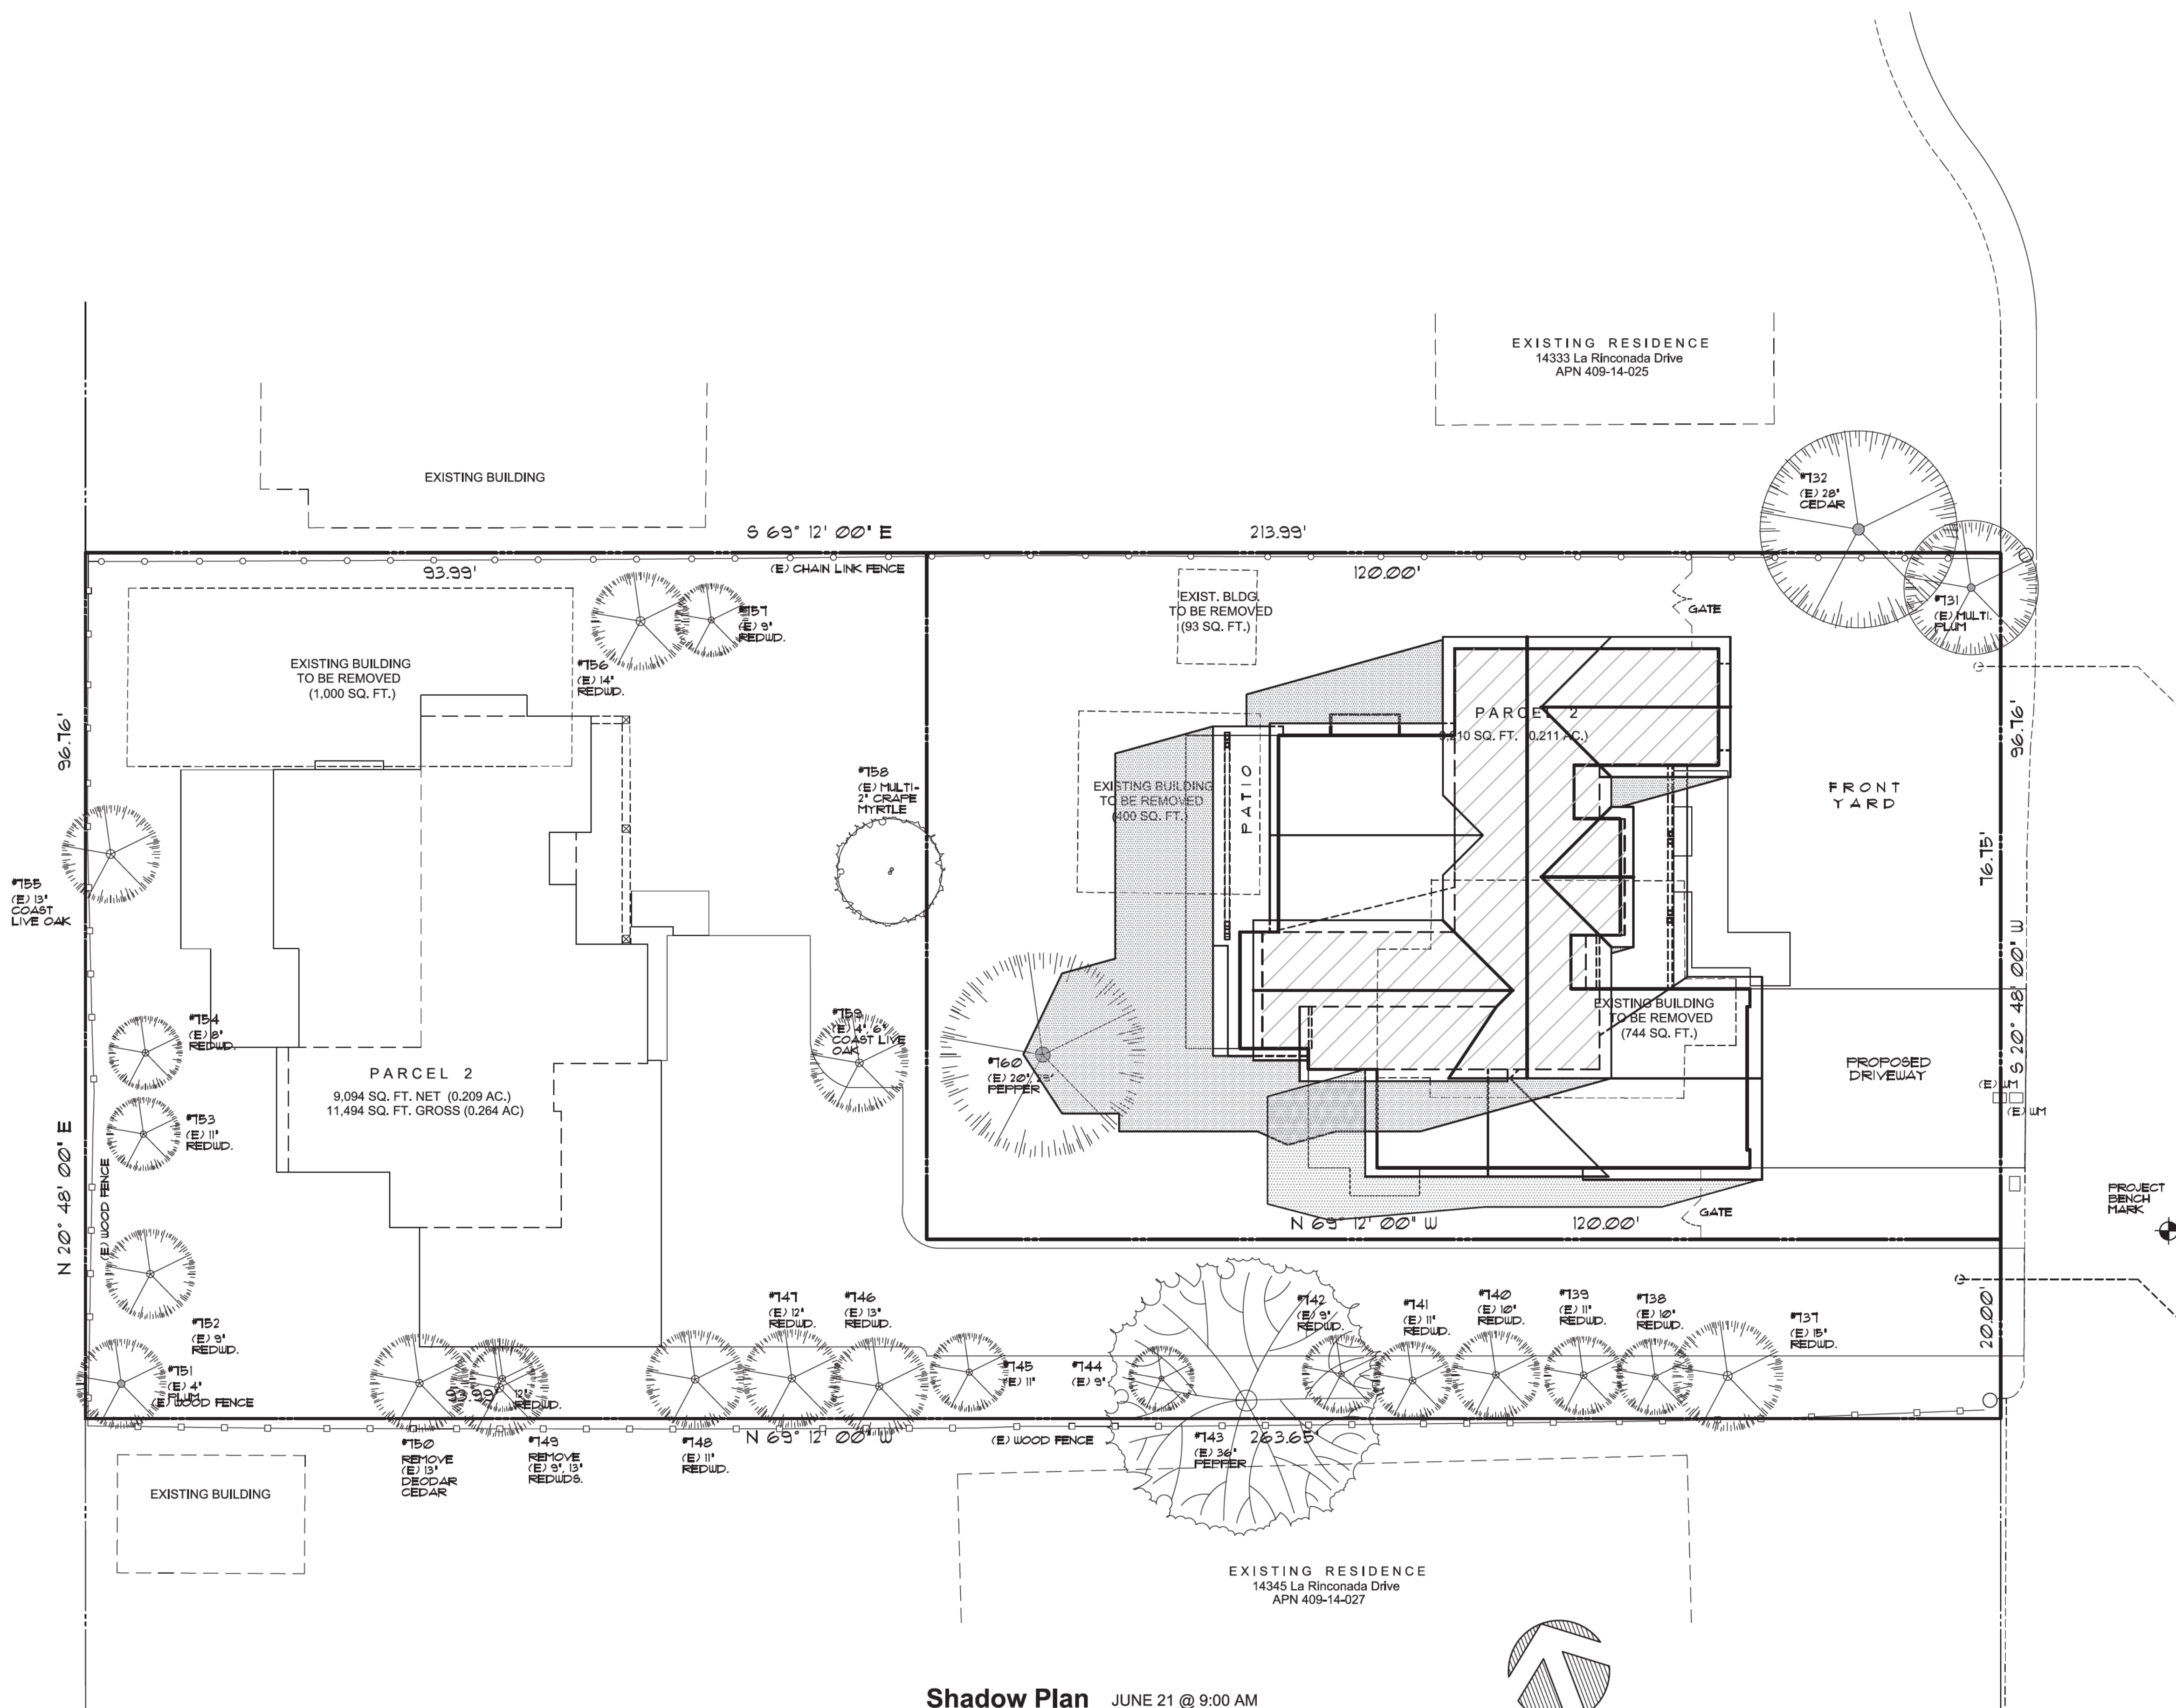 EXISTING RESIDENCE
14333 La Rinconada Drive
APN 409-14-025
EXISTING BUILDING
#732
(E) 28"
CEDAR
S 69° 12' 00" E
213.99'
93.99'
(E) CHAIN LINK FENCE
120.00'
EXIST. BLDG.
TO BE REMOVED
(93 SQ. FT.)
GATE
#731
(E) MULTI.
PLUM
#757
(E) 9"
REDWD.
EXISTING BUILDING
TO BE REMOVED
(1,000 SQ. FT.)
#756
(E) 14"
REDWD.
96.76'
PARCEL 2
9,210 SQ. FT. (0.211 AC.)
96.76'
#758
(E) MULTI-
2" CRAPE
MYRTLE
EXISTING BUILDING
TO BE REMOVED
(400 SQ. FT.)
PATIO
FRONT
YARD
76.75'
#755
(E) 13"
COAST
LIVE OAK
S 20° 48' 00" W
#754
(E) 8"
REDWD.
#759
(E) 4", 6"
COAST LIVE
OAK
EXISTING BUILDING
TO BE REMOVED
(744 SQ. FT.)
#760
(E) 20",
PEPPER
PROPOSED
DRIVEWAY
PARCEL 2
9,094 SQ. FT. NET (0.209 AC.)
11,494 SQ. FT. GROSS (0.264 AC)
(E) WM
(E) WM
#753
(E) 11"
REDWD.
N 20° 48' 00" E
(E) WOOD FENCE
PROJECT
BENCH
MARK
N 69° 12' 00" W
120.00'
GATE
#752
(E) 9"
REDWD.
#747
(E) 12"
REDWD.
#746
(E) 13"
REDWD.
#742
(E) 9"
REDWD.
#741
(E) 11"
REDWD.
#740
(E) 10"
REDWD.
#739
(E) 11"
REDWD.
#738
(E) 10"
REDWD.
#737
(E) 15"
REDWD.
20.00'
#751
(E) 4"
PLUM
(E) WOOD FENCE
93.99'
12"
REDWD.
#745
(E) 11"
#744
(E) 9"
#750
REMOVE
(E) 13"
DEODAR
CEDAR
#749
REMOVE
(E) 9", 13"
REDWDS.
#748
(E) 11"
REDWD.
N 69° 12' 00" W
(E) WOOD FENCE
#743
(E) 36"
PEPPER
263.65'
EXISTING BUILDING
EXISTING RESIDENCE
14345 La Rinconada Drive
APN 409-14-027
Shadow Plan JUNE 21 @ 9:00 AM